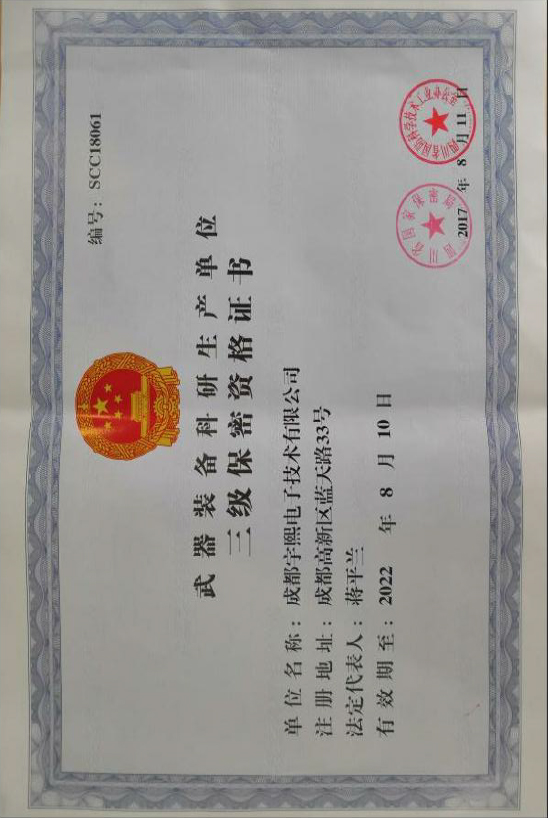 编号：SCC18061
武器装备科研生产单位
三级保密资格证书
单位名称：成都宇熙电子技术有限公司
注册地址：成都高新区蓝天路33号
法定代表人：蒋平兰
有效期至：2022 年 8 月 10 日
2017 年 8 月 11 日